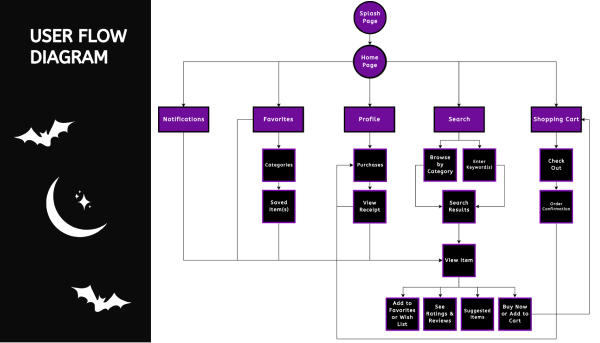 USER FLOW
DIAGRAM
Splash
Page
Home
Page
Notifications
Favorites
Profile
Search
Shopping Cart
Categories
Purchases
Browse
by
Category
Enter
Keyword(s)
Check
Out
Saved
Item(s)
View
Receipt
Search
Results
Order
Confirmation
View Item
Add to
Favorites
or Wish
List
See
Ratings &
Reviews
Suggested
Items
Buy Now
or Add to
Cart